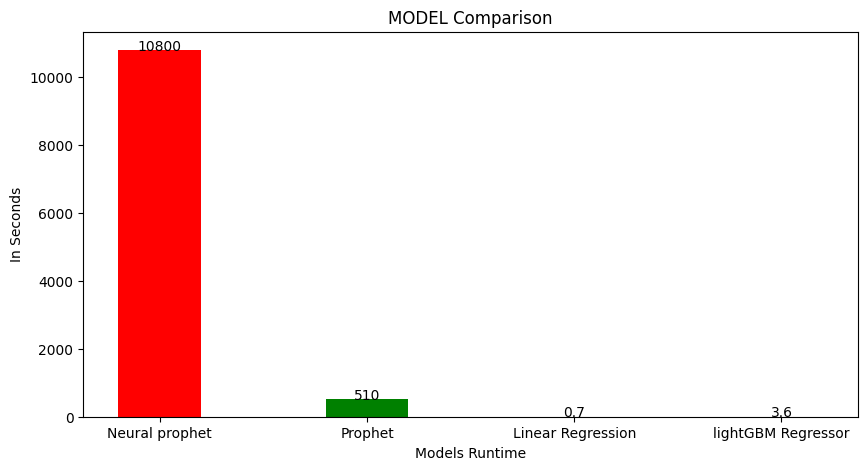 MODEL Comparison
10800
10000
8000
6000
4000
2000
0
In Seconds
510
0.7
3.6
Neural prophet
Prophet
Linear Regression
lightGBM Regressor
Models Runtime